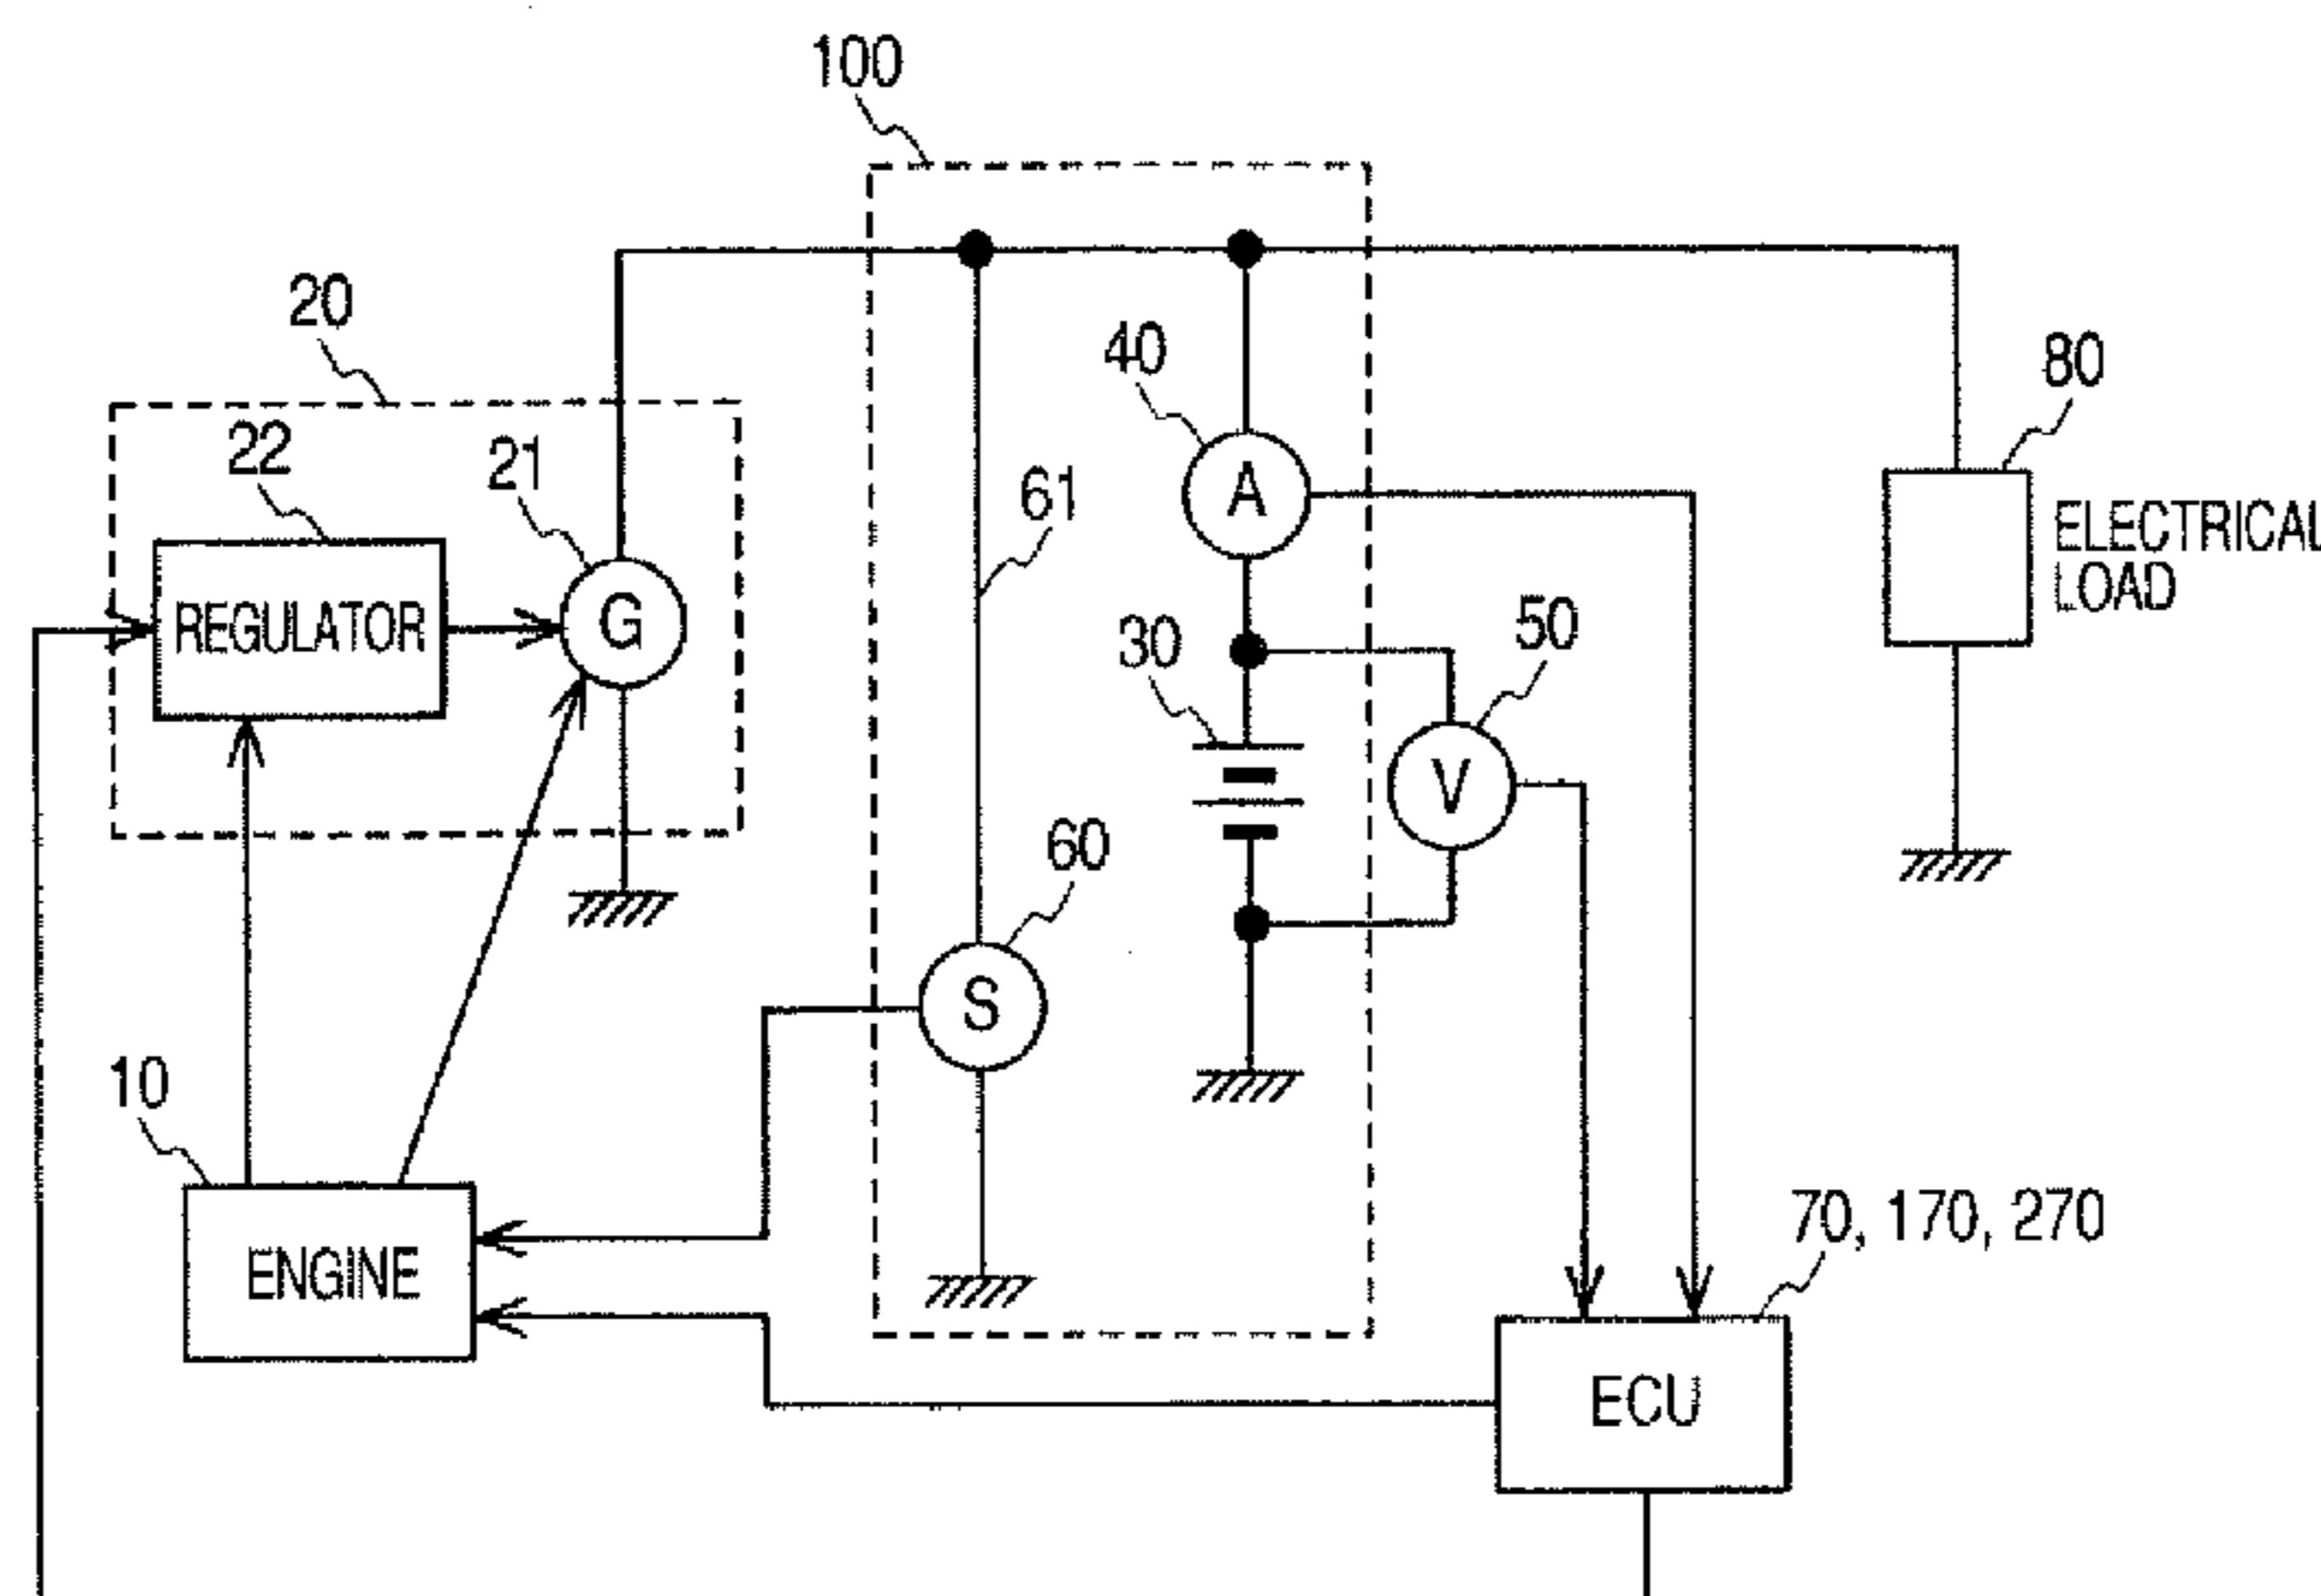 100
20
40
80
22
21
61
A
ELECTRICAL
LOAD
REGULATOR
G
30
50
V
60
S
10
70, 170, 270
ENGINE
ECU